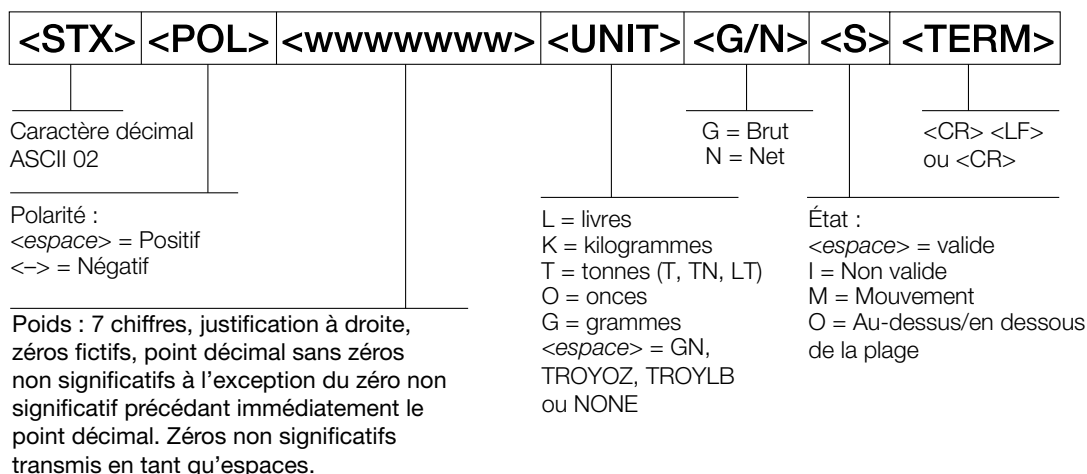 <STX> <POL> <wwwwwww> <UNIT> <G/N> <S> <TERM>
Caractère décimal
ASCII 02
G = Brut
N = Net
<CR> <LF>
ou <CR>
Polarité :
<espace> = Positif
<–> = Négatif
L = livres
K = kilogrammes
T = tonnes (T, TN, LT)
O = onces
G = grammes
<espace> = GN,
TROYOZ, TROYLB
ou NONE
État :
<espace> = valide
I = Non valide
M = Mouvement
O = Au-dessus/en dessous
de la plage
Poids : 7 chiffres, justification à droite,
zéros fictifs, point décimal sans zéros
non significatifs à l’exception du zéro non
significatif précédant immédiatement le
point décimal. Zéros non significatifs
transmis en tant qu’espaces.